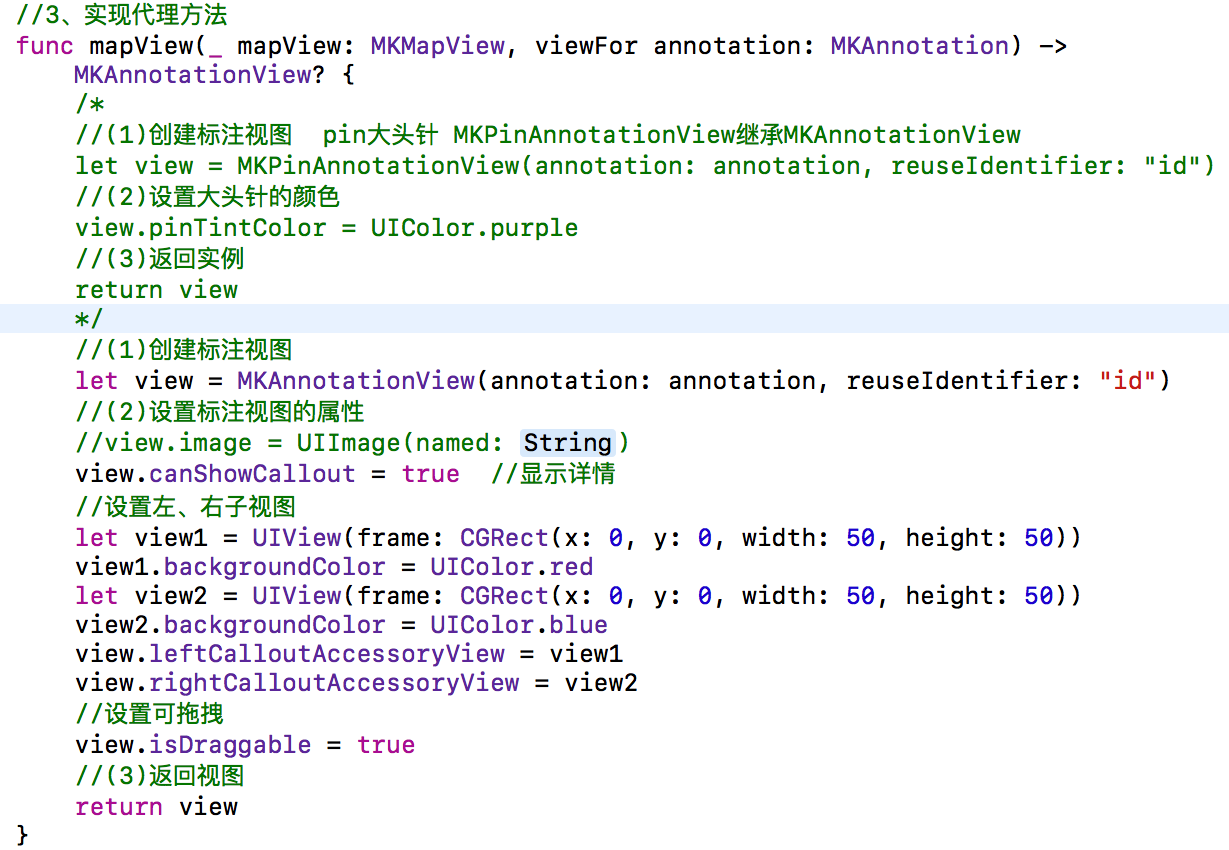 //3、实现代理方法
func mapView(_ mapView: MKMapView, viewFor annotation: MKAnnotation) ->
    MKAnnotationView? {
    /*
    //(1)创建标注视图  pin大头针 MKPinAnnotationView继承MKAnnotationView
    let view = MKPinAnnotationView(annotation: annotation, reuseIdentifier: "id")
    //(2)设置大头针的颜色
    view.pinTintColor = UIColor.purple
    //(3)返回实例
    return view
    */
    //(1)创建标注视图
    let view = MKAnnotationView(annotation: annotation, reuseIdentifier: "id")
    //(2)设置标注视图的属性
    //view.image = UIImage(named: String)
    view.canShowCallout = true  //显示详情
    //设置左、右子视图
    let view1 = UIView(frame: CGRect(x: 0, y: 0, width: 50, height: 50))
    view1.backgroundColor = UIColor.red
    let view2 = UIView(frame: CGRect(x: 0, y: 0, width: 50, height: 50))
    view2.backgroundColor = UIColor.blue
    view.leftCalloutAccessoryView = view1
    view.rightCalloutAccessoryView = view2
    //设置可拖拽
    view.isDraggable = true
    //(3)返回视图
    return view
}